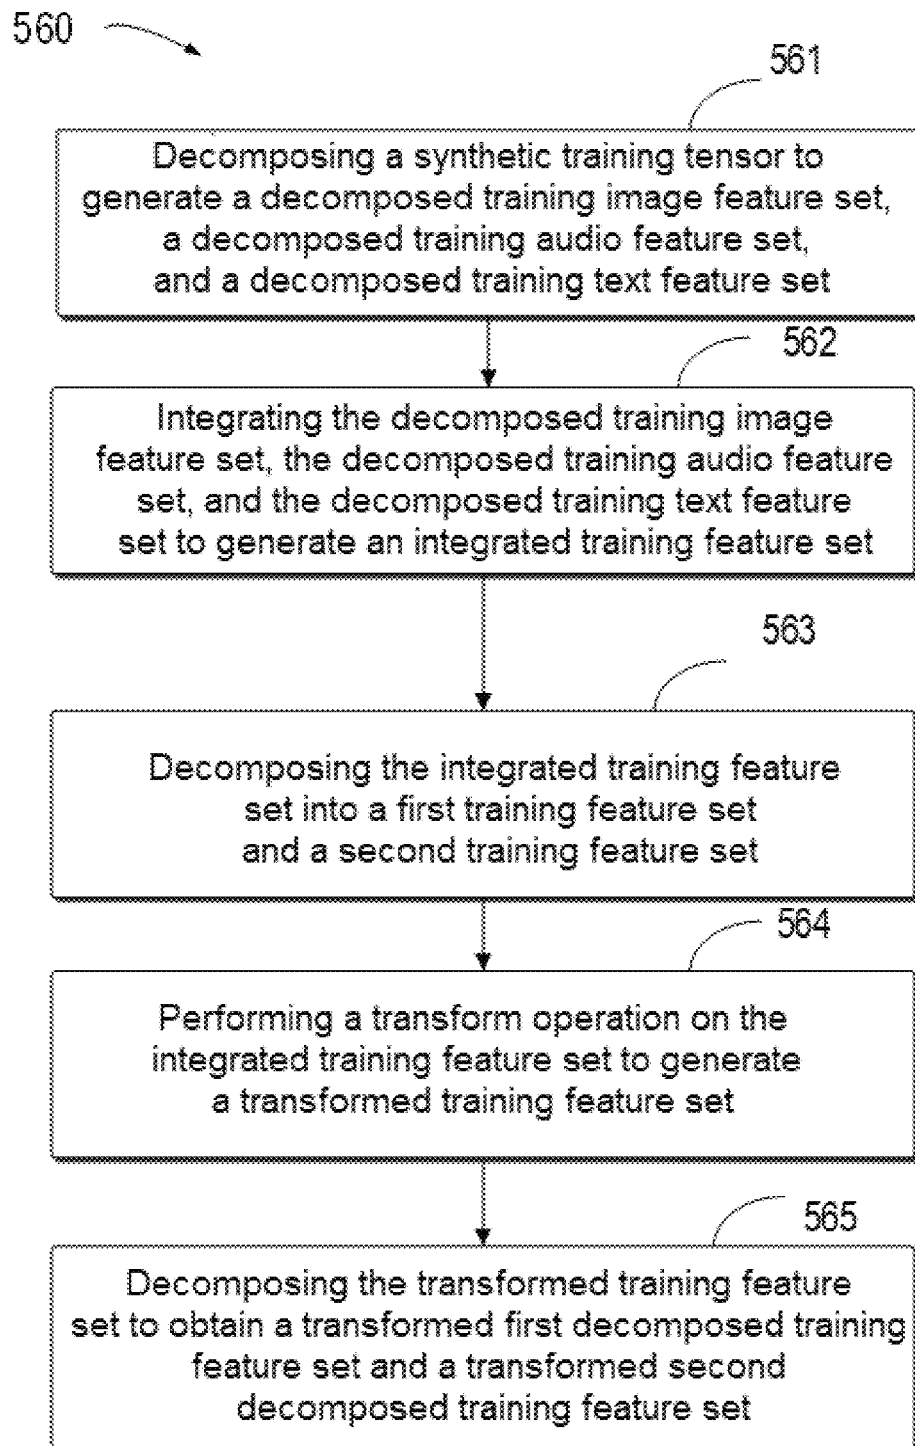 560
561
Decomposing a synthetic training tensor to
generate a decomposed training image feature set,
a decomposed training audio feature set,
and a decomposed training text feature set
562
Integrating the decomposed training image
feature set, the decomposed training audio feature
set, and the decomposed training text feature
set to generate an integrated training feature set
563
Decomposing the integrated training feature
set into a first training feature set
and a second training feature set
564
Performing a transform operation on the
integrated training feature set to generate
a transformed training feature set
565
Decomposing the transformed training feature
set to obtain a transformed first decomposed training
feature set and a transformed second
decomposed training feature set